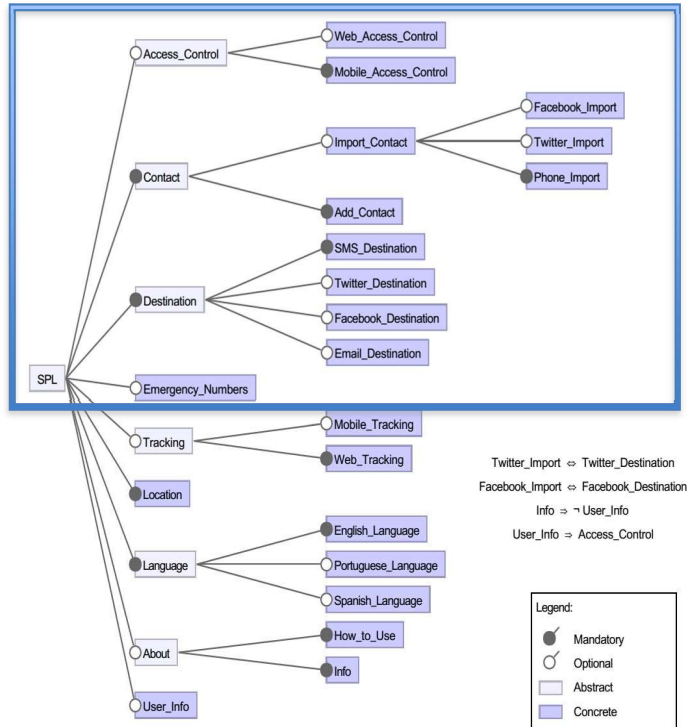 Web_Access_Control
Access_Control
Mobile_Access_Control
Facebook_Import
Import_Contact
Twitter_Import
Contact
Phone_Import
Add_Contact
SMS_Destination
Twitter_Destination
Destination
Facebook_Destination
Email_Destination
SPL
Emergency_Numbers
Mobile_Tracking
Tracking
Web_Tracking
Twitter_Import ⇔ Twitter_Destination
Facebook_Import ⇔ Facebook_Destination
Location
Info ⇒ ¬ User_Info
User_Info ⇒ Access_Control
English_Language
Language
Portuguese_Language
Spanish_Language
Legend:
How_to_Use
Mandatory
About
Optional
Info
Abstract
User_Info
Concrete